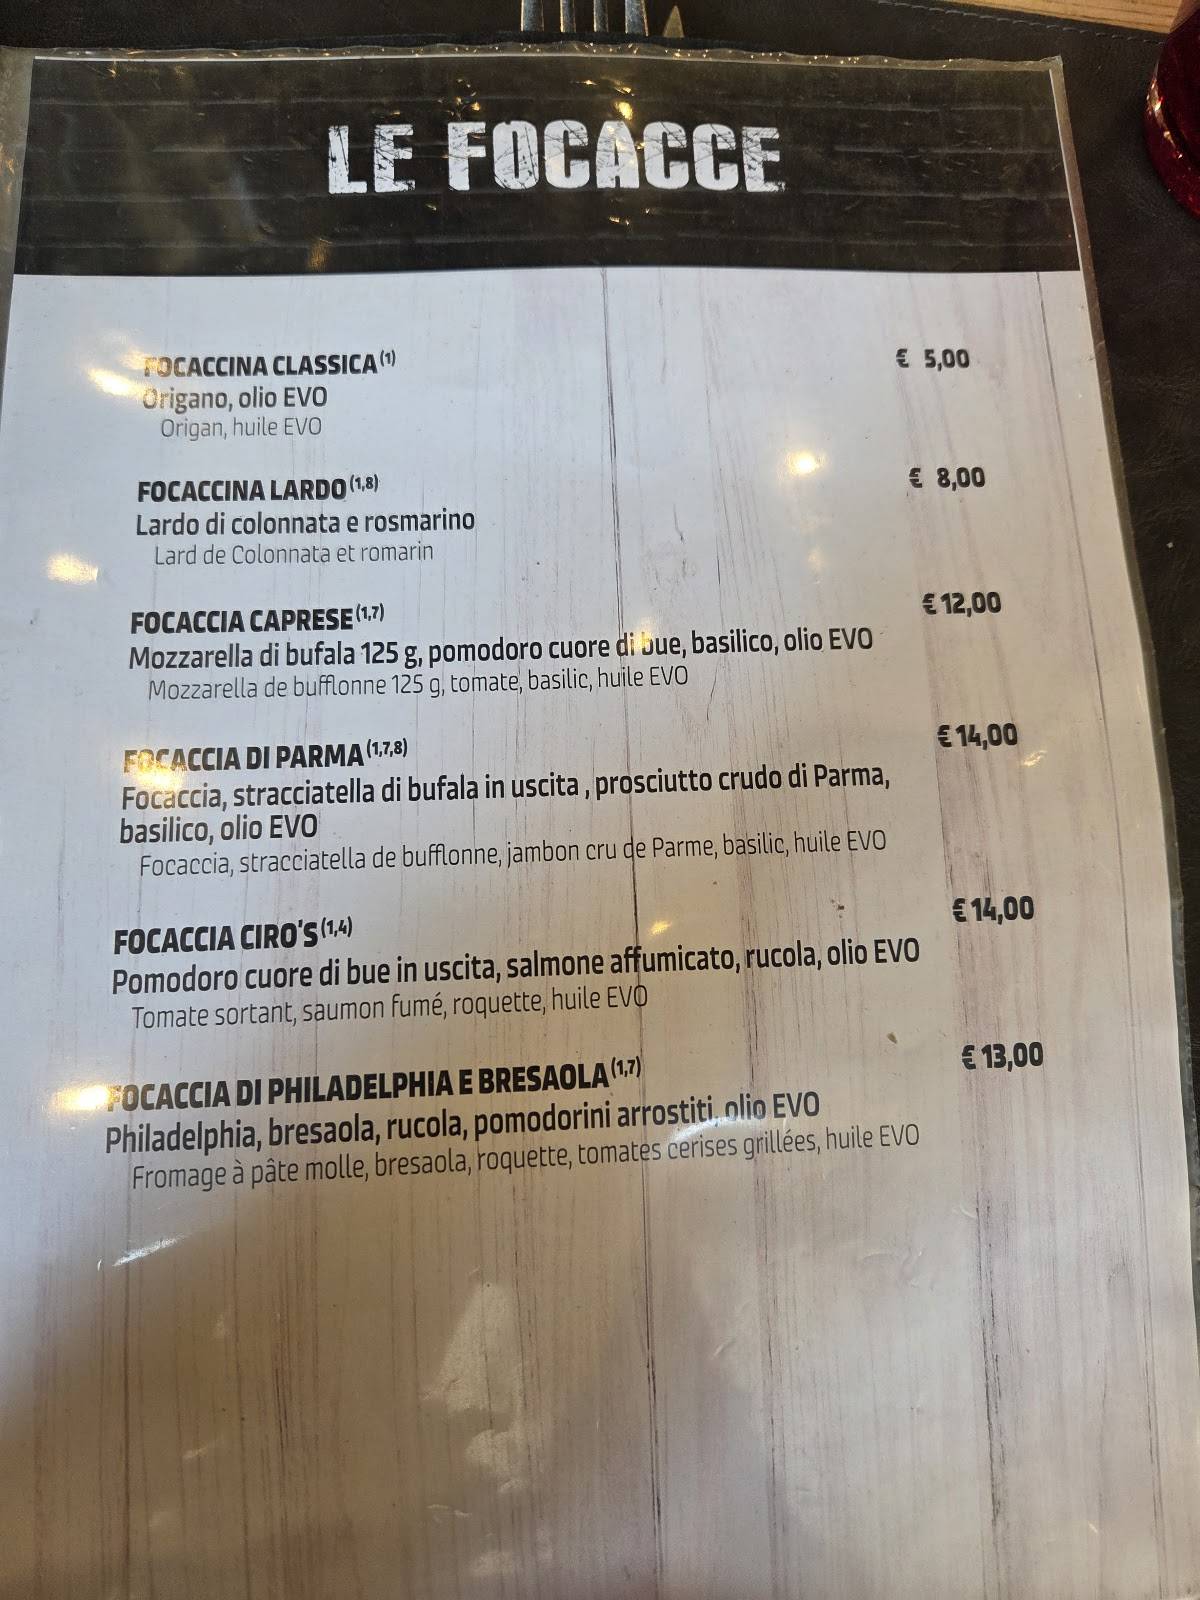 LE FOCACCE
FOCACCINA CLASSICA (1)
€ 5,00
Origano, olio EVO
Origan, huile EVO
FOCACCINA LARDO (1,8)
€ 8,00
Lardo di colonnata e rosmarino
Lard de Colonnata et romarin
FOCACCIA CAPRESE (1,7)
€ 12,00
Mozzarella di bufala 125 g, pomodoro cuore di bue, basilico, olio EVO
Mozzarella de bufflonne 125 g, tomate, basilic, huile EVO
FOCACCIA DI PARMA (1,7,8)
€ 14,00
Focaccia, stracciatella di bufala in uscita , prosciutto crudo di Parma,
basilico, olio EVO
Focaccia, stracciatella de bufflonne, jambon cru de Parme, basilic, huile EVO
FOCACCIA CIRO'S (1,4)
€ 14,00
Pomodoro cuore di bue in uscita, salmone affumicato, rucola, olio EVO
Tomate sortant, saumon fumé, roquette, huile EVO
FOCACCIA DI PHILADELPHIA E BRESAOLA (1,7)
€ 13,00
Philadelphia, bresaola, rucola, pomodorini arrostiti, olio EVO
Fromage à pâte molle, bresaola, roquette, tomates cerises grillées, huile EVO